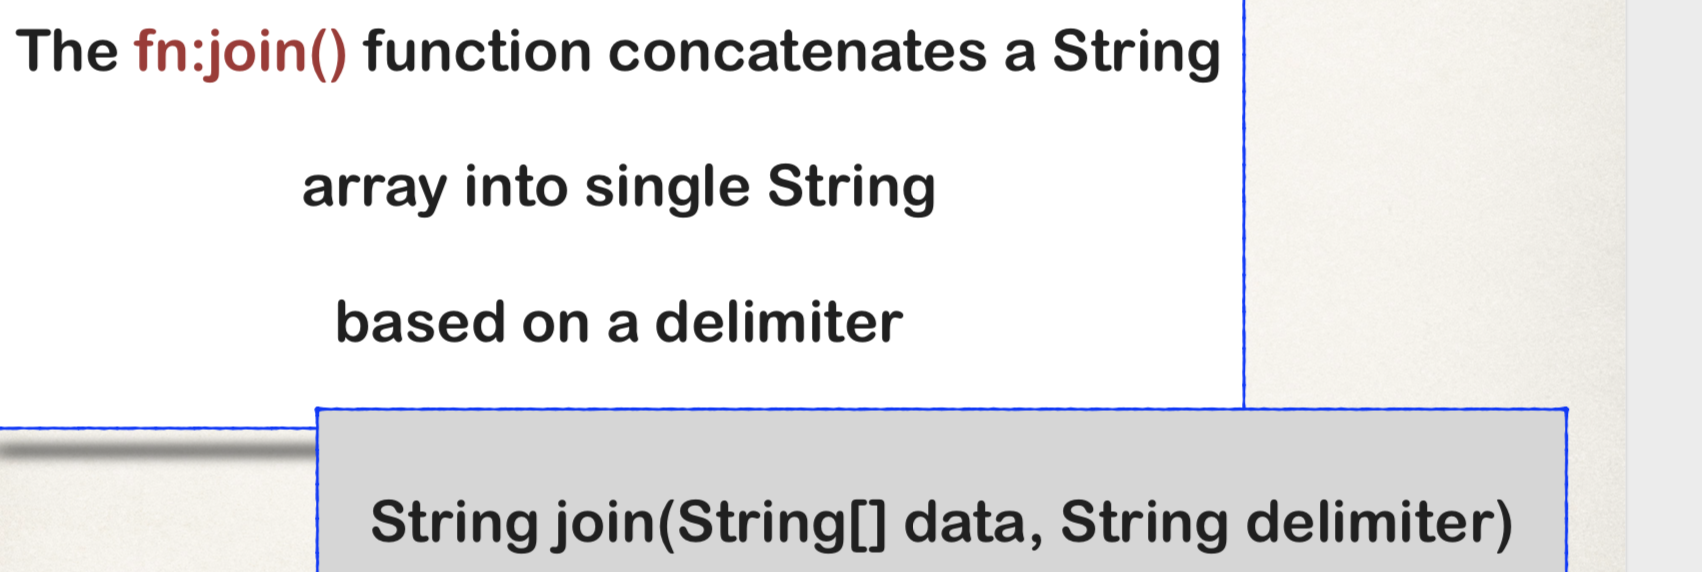 The fn:join() function concatenates a String
array into single String
based on a delimiter
String join(String[] data, String delimiter)